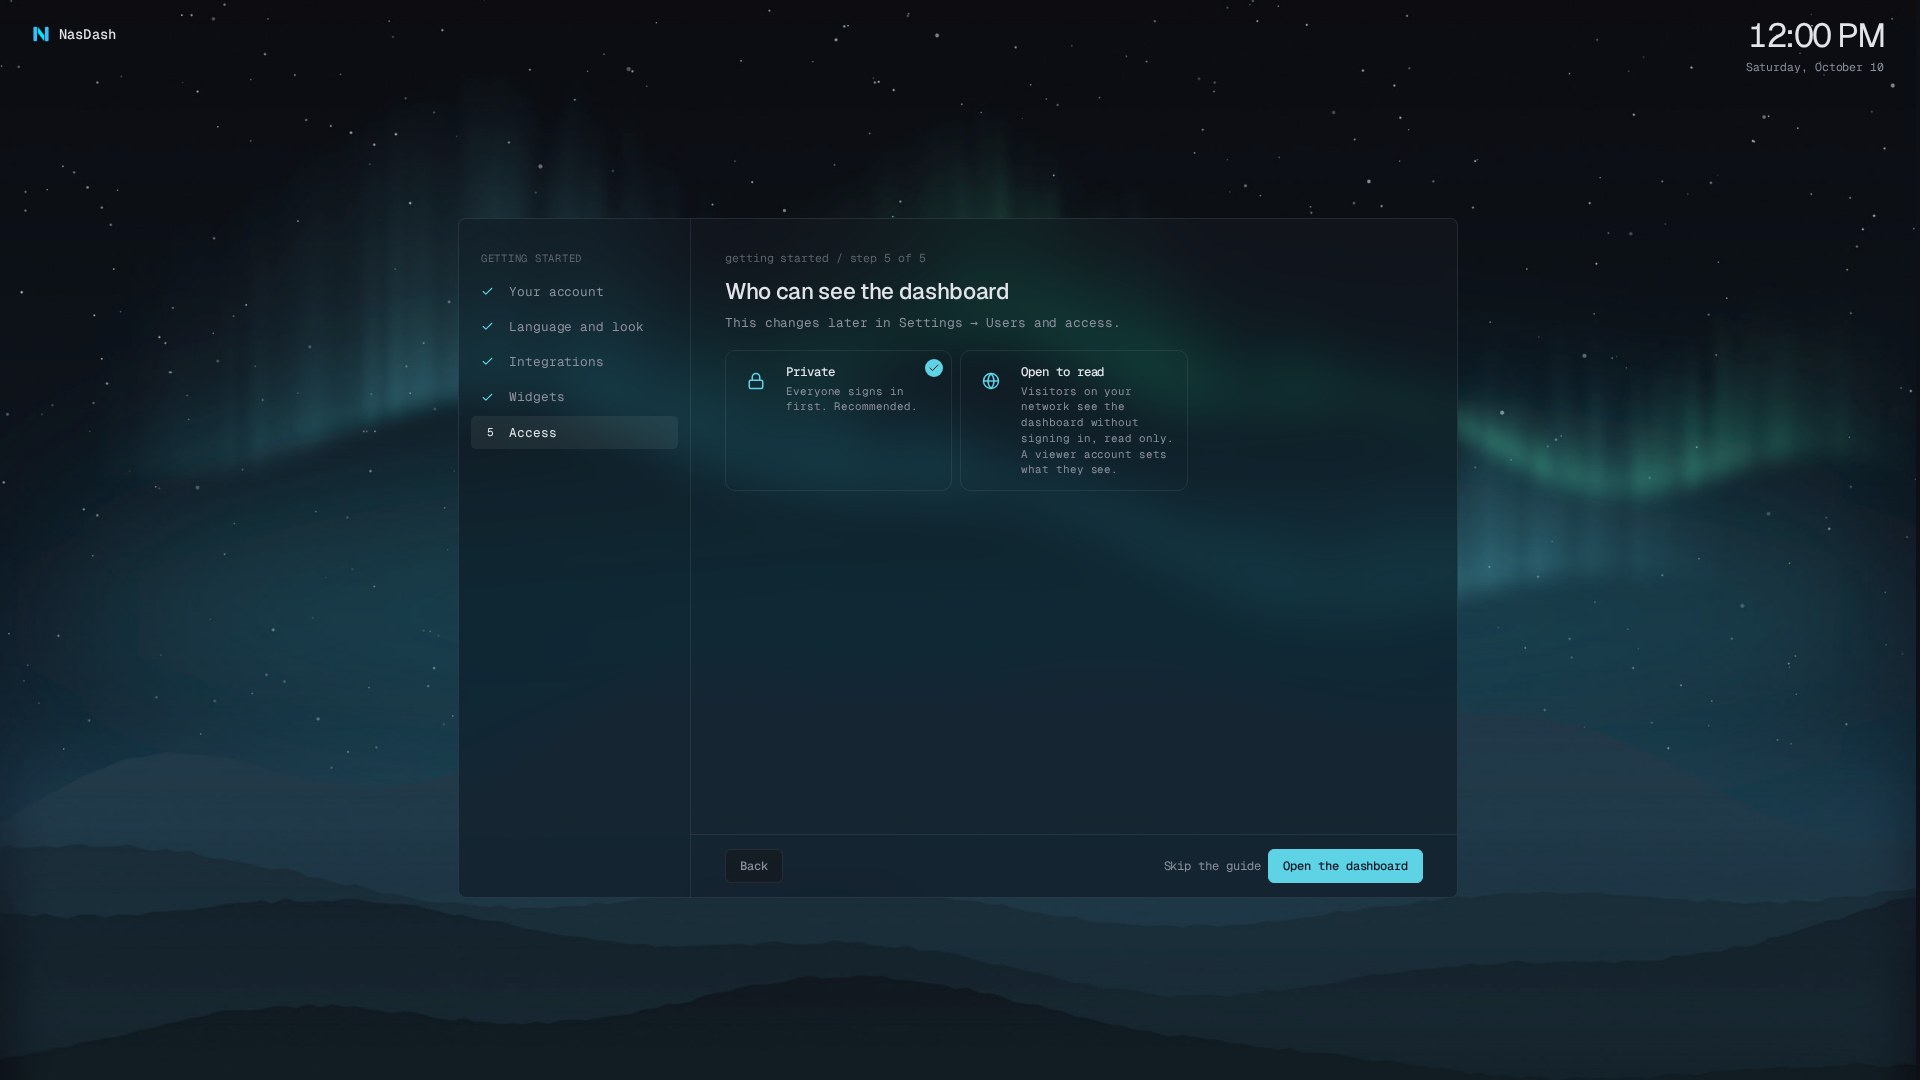 NasDash
12:00 PM
Saturday, October 10
GETTING STARTED
Your account
Language and look
Integrations
Widgets
5 Access
getting started / step 5 of 5
Who can see the dashboard
This changes later in Settings → Users and access.
Private
Everyone signs in
first. Recommended.
Open to read
Visitors on your
network see the
dashboard without
signing in, read only.
A viewer account sets
what they see.
Back
Skip the guide
Open the dashboard